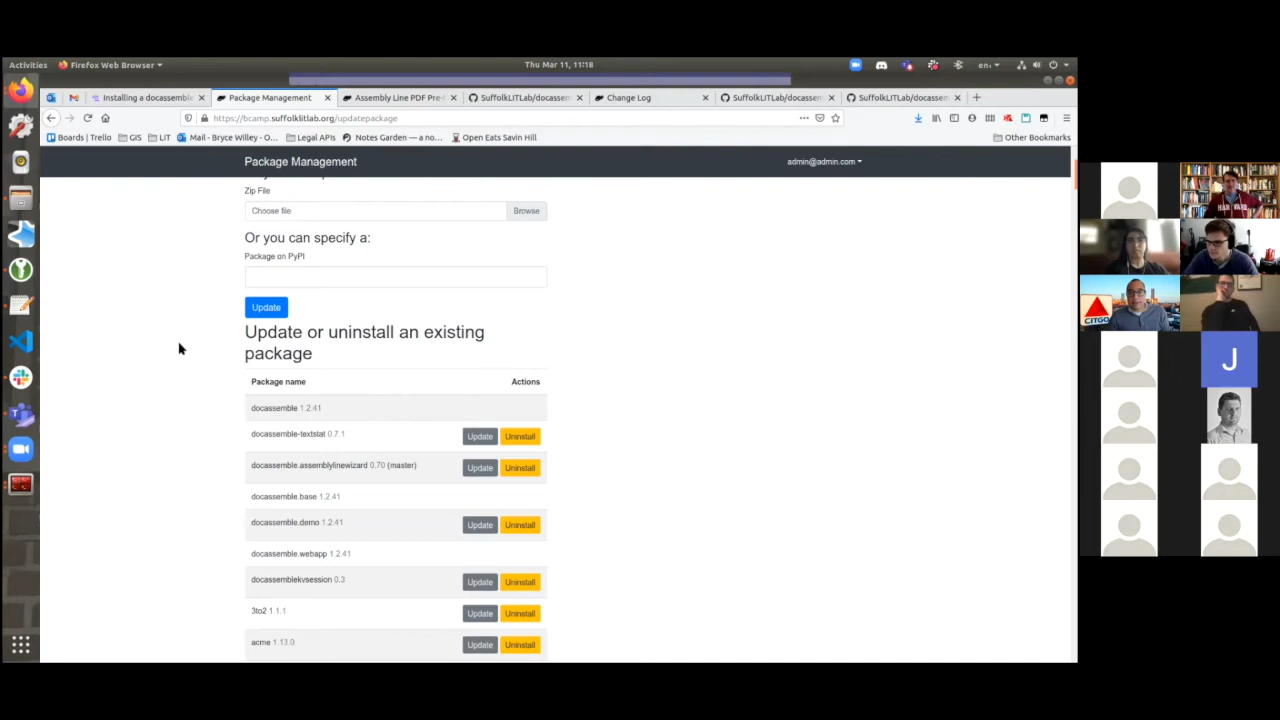 Activities
Firefox Web Browser
Thu Mar 11, 11:18
en
Installing a docassemble
Package Management
Assembly Line PDF Pre-
SuffolkLITLab/docassem
Change Log
SuffolkLITLab/docassem
SuffolkLITLab/docassem
https://bcamp.suffolklitlab.org/updatepackage
Boards | Trello
GIS
LIT
Mail - Bryce Willey - O...
Legal APIs
Notes Garden — a no...
Open Eats Savin Hill
Other Bookmarks
Package Management
admin@admin.com
Zip File
Choose file
Browse
Or you can specify a:
Package on PyPI
Update
Update or uninstall an existing
package
Package name Actions
docassemble 1.2.41
docassemble-textstat 0.7.1 Update Uninstall
docassemble.assemblylinewizard 0.70 (master) Update Uninstall
docassemble.base 1.2.41
docassemble.demo 1.2.41 Update Uninstall
docassemble.webapp 1.2.41
docassemblekvsession 0.3 Update Uninstall
3to2 1.1.1 Update Uninstall
acme 1.13.0 Update Uninstall
HARVARD
CITGO
J